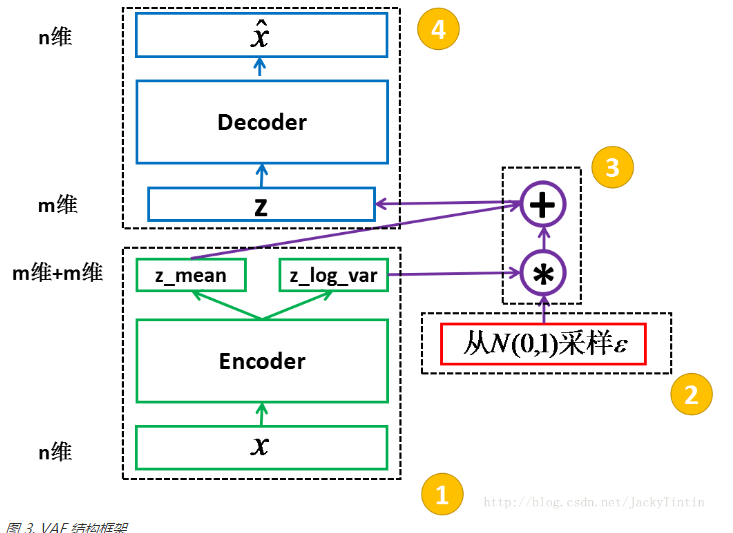 n维
x̂
4
Decoder
3
m维
z
+
m维+m维
z_mean
z_log_var
*
从N(0,1)采样ε
Encoder
2
n维
x
1
http://blog.csdn.net/JackyTintin
图 3. VAE 结构框架